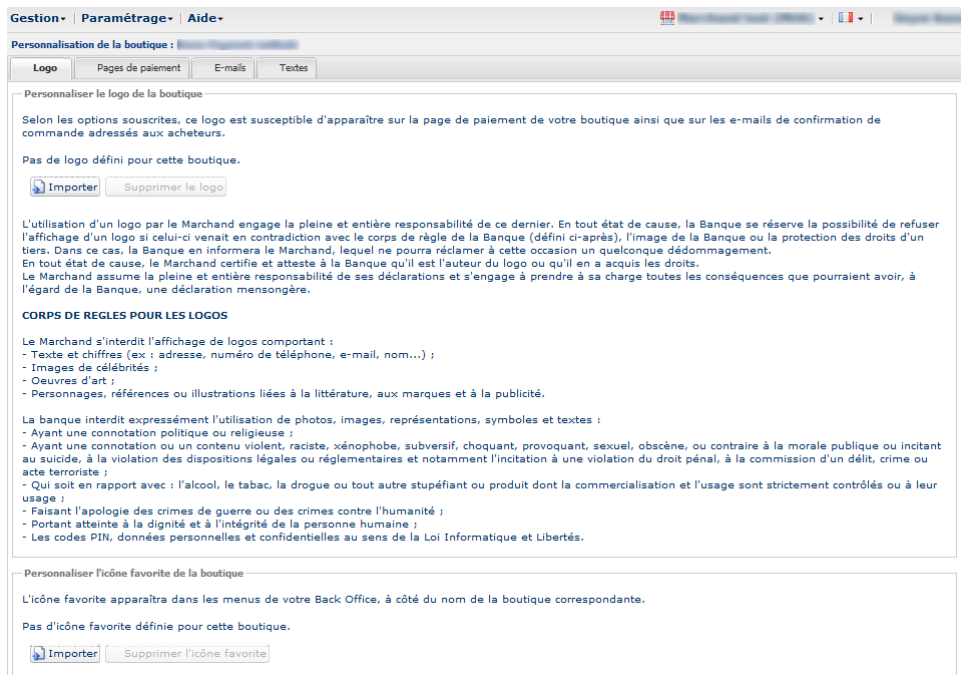 Gestion | Paramétrage | Aide
Personnalisation de la boutique :
Logo Pages de paiement E-mails Textes
Personnaliser le logo de la boutique
Selon les options souscrites, ce logo est susceptible d'apparaître sur la page de paiement de votre boutique ainsi que sur les e-mails de confirmation de
commande adressés aux acheteurs.
Pas de logo défini pour cette boutique.
Importer Supprimer le logo
L'utilisation d'un logo par le Marchand engage la pleine et entière responsabilité de ce dernier. En tout état de cause, la Banque se réserve la possibilité de refuser
l'affichage d'un logo si celui-ci venait en contradiction avec le corps de règle de la Banque (défini ci-après), l'image de la Banque ou la protection des droits d'un
tiers. Dans ce cas, la Banque en informera le Marchand, lequel ne pourra réclamer à cette occasion un quelconque dédommagement.
En tout état de cause, le Marchand certifie et atteste à la Banque qu'il est l'auteur du logo ou qu'il en a acquis les droits.
Le Marchand assume la pleine et entière responsabilité de ses déclarations et s'engage à prendre à sa charge toutes les conséquences que pourraient avoir, à
l'égard de la Banque, une déclaration mensongère.
CORPS DE REGLES POUR LES LOGOS
Le Marchand s'interdit l'affichage de logos comportant :
- Texte et chiffres (ex : adresse, numéro de téléphone, e-mail, nom...) ;
- Images de célébrités ;
- Oeuvres d'art ;
- Personnages, références ou illustrations liées à la littérature, aux marques et à la publicité.
La banque interdit expressément l'utilisation de photos, images, représentations, symboles et textes :
- Ayant une connotation politique ou religieuse ;
- Ayant une connotation ou un contenu violent, raciste, xénophobe, subversif, choquant, provoquant, sexuel, obscène, ou contraire à la morale publique ou incitant
au suicide, à la violation des dispositions légales ou réglementaires et notamment l'incitation à une violation du droit pénal, à la commission d'un délit, crime ou
acte terroriste ;
- Qui soit en rapport avec : l'alcool, le tabac, la drogue ou tout autre stupéfiant ou produit dont la commercialisation et l'usage sont strictement contrôlés ou à leur
usage ;
- Faisant l'apologie des crimes de guerre ou des crimes contre l'humanité ;
- Portant atteinte à la dignité et à l'intégrité de la personne humaine ;
- Les codes PIN, données personnelles et confidentielles au sens de la Loi Informatique et Libertés.
Personnaliser l'icône favorite de la boutique
L'icône favorite apparaîtra dans les menus de votre Back Office, à côté du nom de la boutique correspondante.
Pas d'icône favorite définie pour cette boutique.
Importer Supprimer l'icône favorite